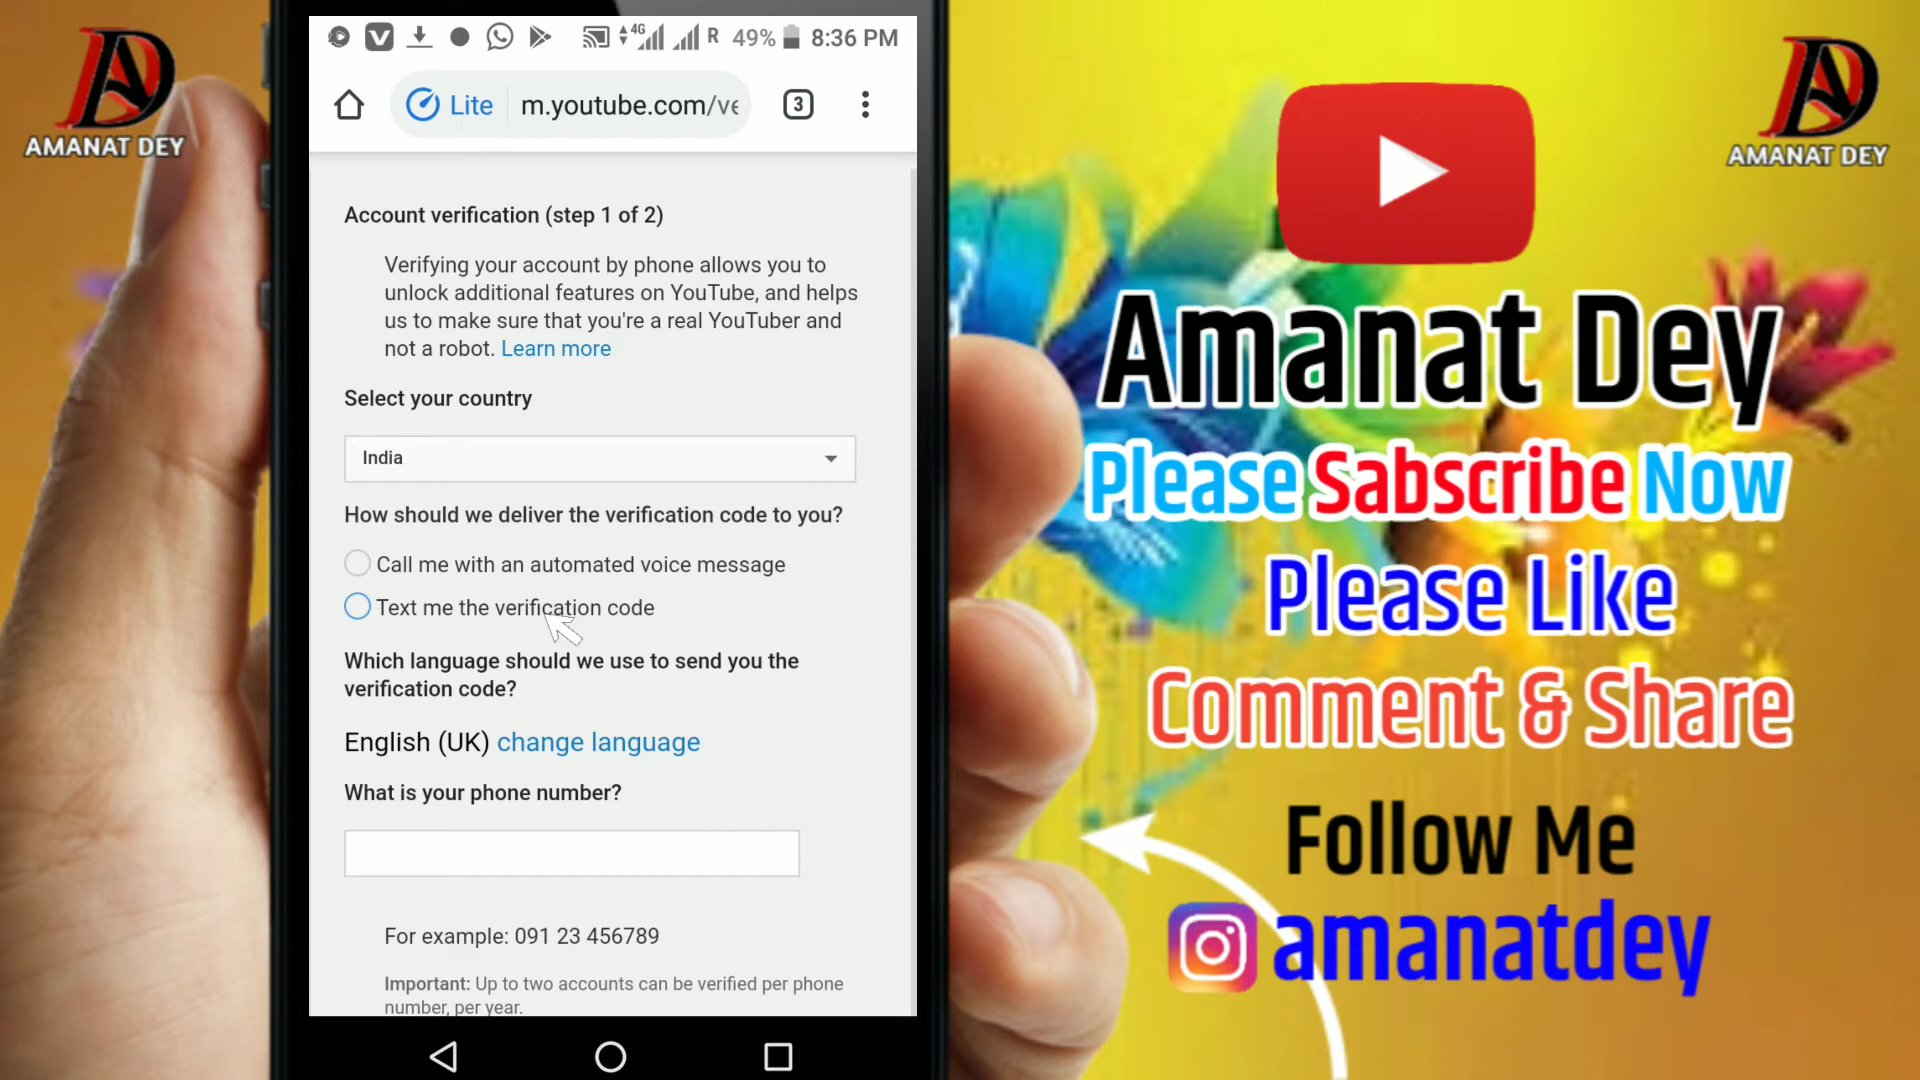 AMANAT DEY
4G
R 49% 8:36 PM
Lite m.youtube.com/ve
3
Account verification (step 1 of 2)
Verifying your account by phone allows you to
unlock additional features on YouTube, and helps
us to make sure that you're a real YouTuber and
not a robot. Learn more
Select your country
India
How should we deliver the verification code to you?
Call me with an automated voice message
Text me the verification code
Which language should we use to send you the
verification code?
English (UK) change language
What is your phone number?
For example: 091 23 456789
Important: Up to two accounts can be verified per phone
number, per year.
AMANAT DEY
Amanat Dey
Please Sabscribe Now
Please Like
Comment & Share
Follow Me
amanatdey